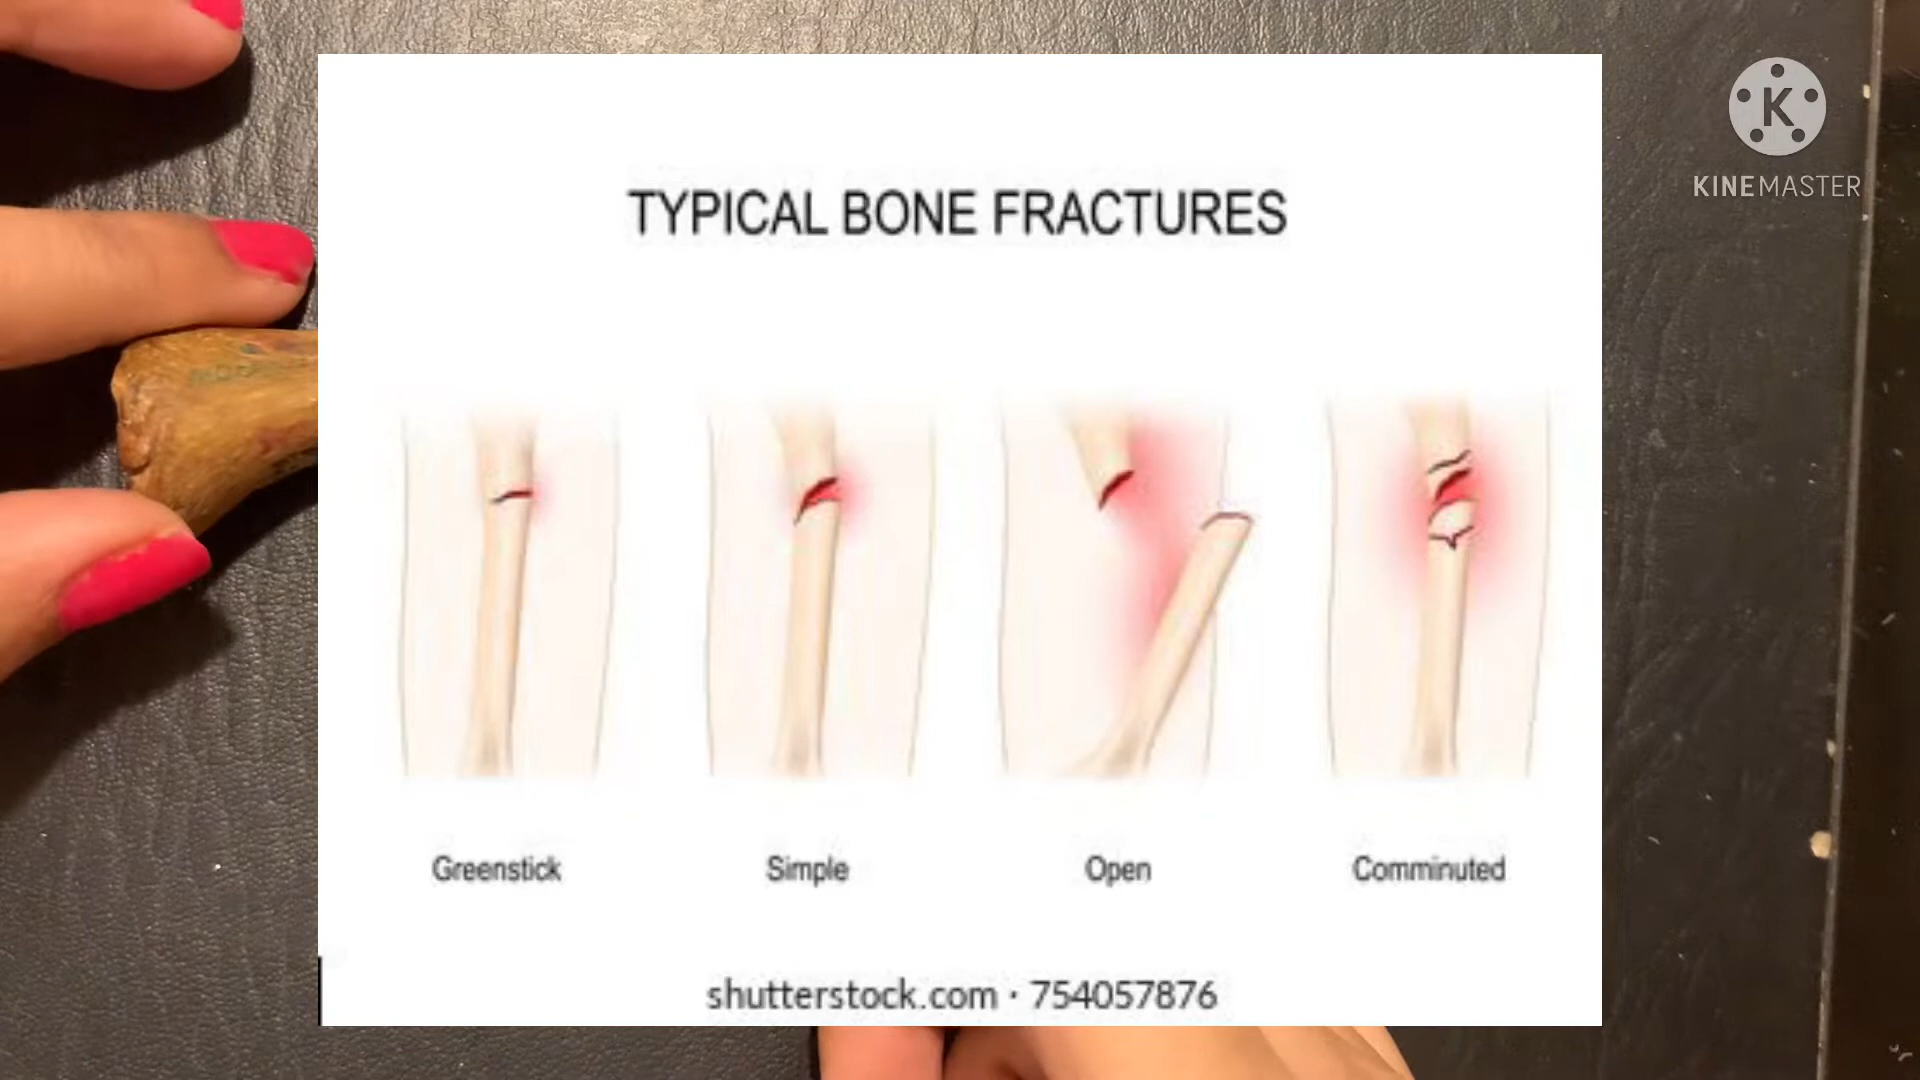 KINEMASTER
TYPICAL BONE FRACTURES
Greenstick
Simple
Open
Comminuted
shutterstock.com · 754057876